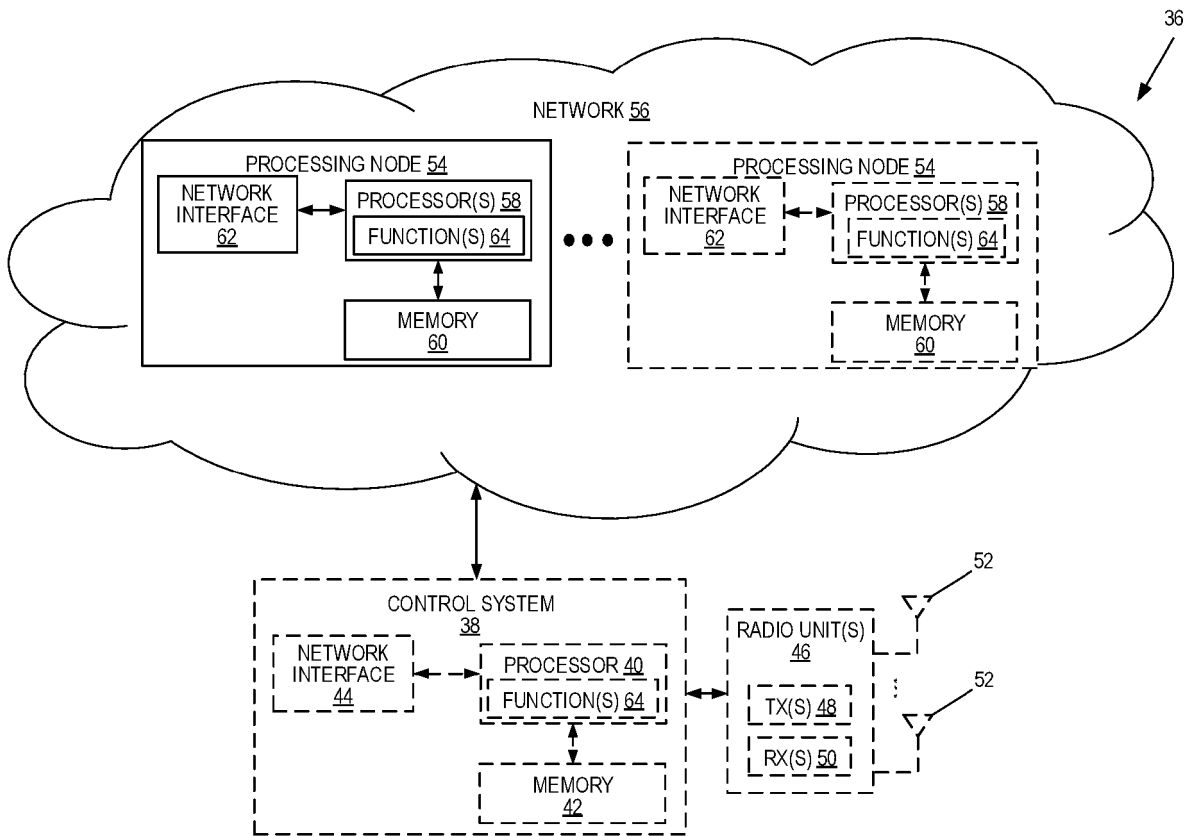 36
NETWORK 56
PROCESSING NODE 54
NETWORK
INTERFACE
62
PROCESSOR(S) 58
FUNCTION(S) 64
MEMORY
60
PROCESSING NODE 54
NETWORK
INTERFACE
62
PROCESSOR(S) 58
FUNCTION(S) 64
MEMORY
60
CONTROL SYSTEM
38
NETWORK
INTERFACE
44
PROCESSOR 40
FUNCTION(S) 64
MEMORY
42
RADIO UNIT(S)
46
TX(S) 48
RX(S) 50
52
52